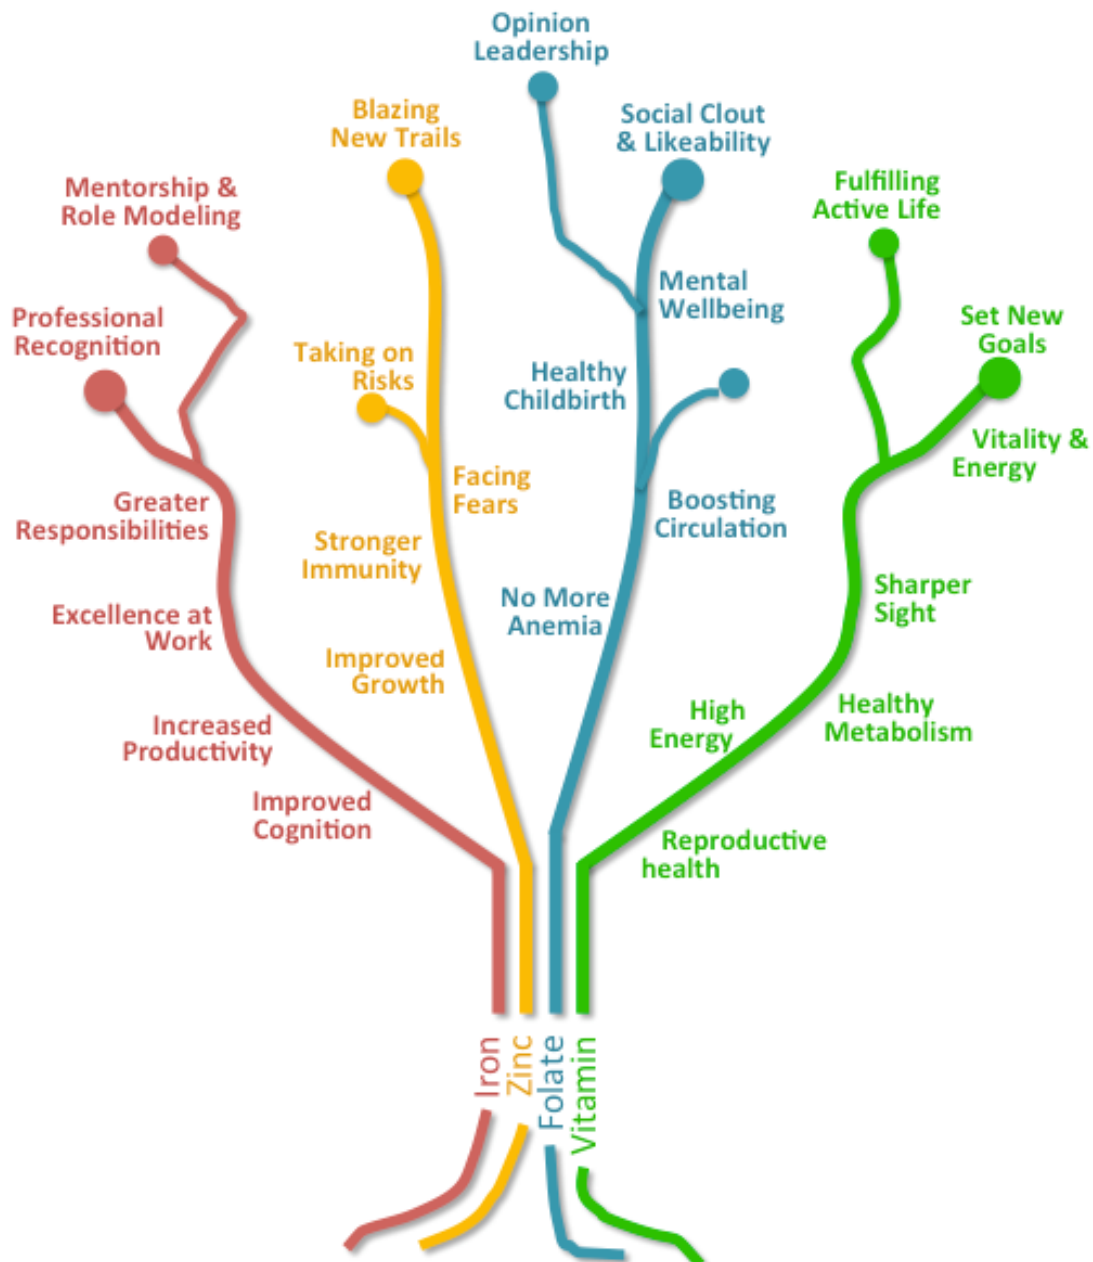 Opinion
Leadership
Blazing
New Trails
Social Clout
& Likeability
Mentorship &
Role Modeling
Fulfilling
Active Life
Professional
Recognition
Mental
Wellbeing
Set New
Goals
Taking on
Risks
Healthy
Childbirth
Vitality &
Energy
Facing
Fears
Greater
Responsibilities
Boosting
Circulation
Stronger
Immunity
Sharper
Sight
No More
Anemia
Excellence at
Work
Improved
Growth
High
Energy
Healthy
Metabolism
Increased
Productivity
Improved
Cognition
Reproductive
health
Iron
Zinc
Folate
Vitamin